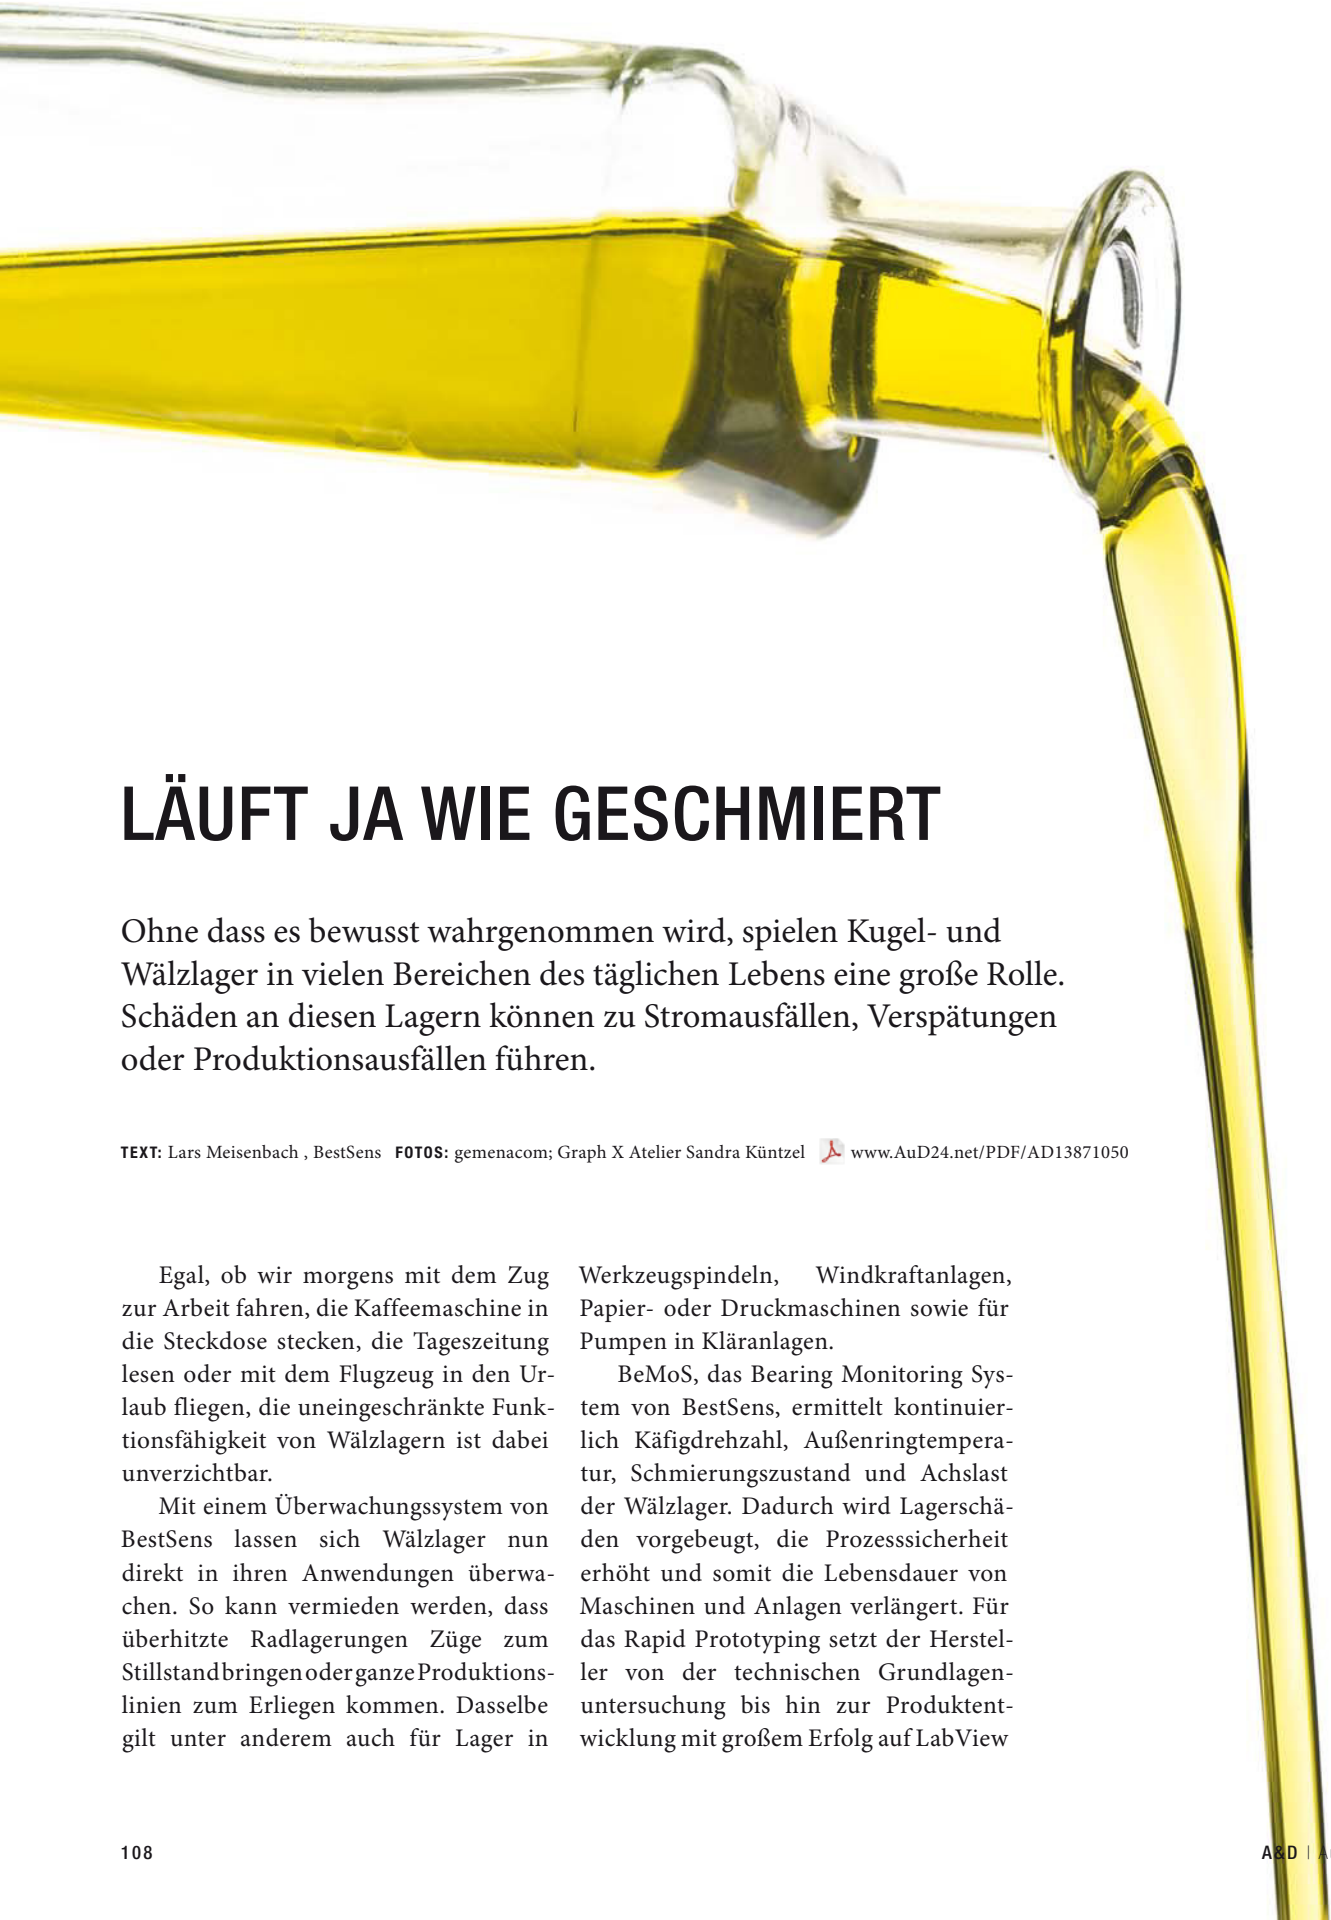 LÄUFT JA WIE GESCHMIERT
Ohne dass es bewusst wahrgenommen wird, spielen Kugel- und
Wälzlager in vielen Bereichen des täglichen Lebens eine große Rolle.
Schäden an diesen Lagern können zu Stromausfällen, Verspätungen
oder Produktionsausfällen führen.
TEXT: Lars Meisenbach , BestSens FOTOS: gemenacom; Graph X Atelier Sandra Küntzel www.AuD24.net/PDF/AD13871050
Egal, ob wir morgens mit dem Zug
zur Arbeit fahren, die Kaffeemaschine in
die Steckdose stecken, die Tageszeitung
lesen oder mit dem Flugzeug in den Ur-
laub fliegen, die uneingeschränkte Funk-
tionsfähigkeit von Wälzlagern ist dabei
unverzichtbar.
Mit einem Überwachungssystem von
BestSens lassen sich Wälzlager nun
direkt in ihren Anwendungen überwa-
chen. So kann vermieden werden, dass
überhitzte Radlagerungen Züge zum
Stillstand bringen oder ganze Produktions-
linien zum Erliegen kommen. Dasselbe
gilt unter anderem auch für Lager in
Werkzeugspindeln, Windkraftanlagen,
Papier- oder Druckmaschinen sowie für
Pumpen in Kläranlagen.
BeMoS, das Bearing Monitoring Sys-
tem von BestSens, ermittelt kontinuier-
lich Käfigdrehzahl, Außenringtempera-
tur, Schmierungszustand und Achslast
der Wälzlager. Dadurch wird Lagerschä-
den vorgebeugt, die Prozesssicherheit
erhöht und somit die Lebensdauer von
Maschinen und Anlagen verlängert. Für
das Rapid Prototyping setzt der Herstel-
ler von der technischen Grundlagen-
untersuchung bis hin zur Produktent-
wicklung mit großem Erfolg auf LabView
108
A&D |